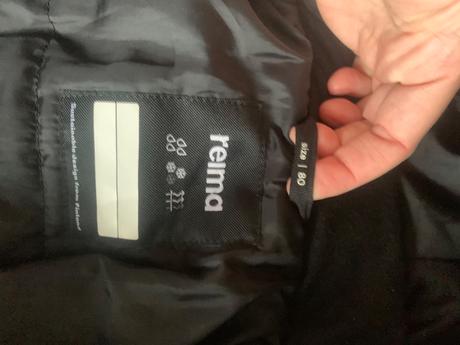 reima
Sustainable design from Finland
size | 80